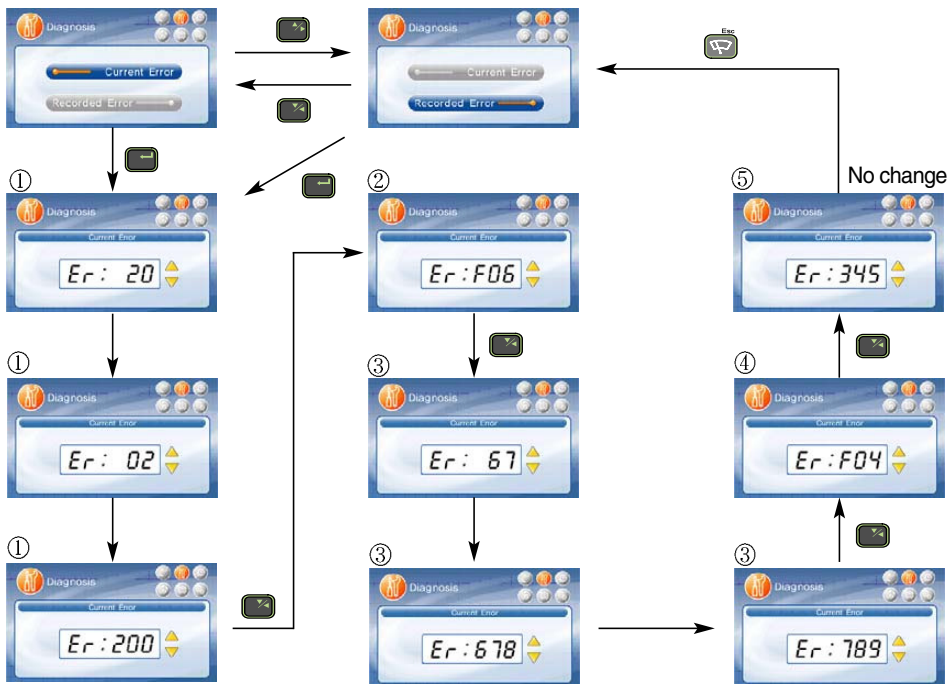 Diagnosis
Current Error
Recorded Error
Diagnosis
Current Error
Recorded Error
Esc
①
Diagnosis
Current Error
Er: 20
②
Diagnosis
Current Error
Er:F06
⑤
No change
Diagnosis
Current Error
Er:345
①
Diagnosis
Current Error
Er: 02
③
Diagnosis
Current Error
Er: 67
④
Diagnosis
Current Error
Er:F04
①
Diagnosis
Current Error
Er:200
③
Diagnosis
Current Error
Er:678
③
Diagnosis
Current Error
Er:789